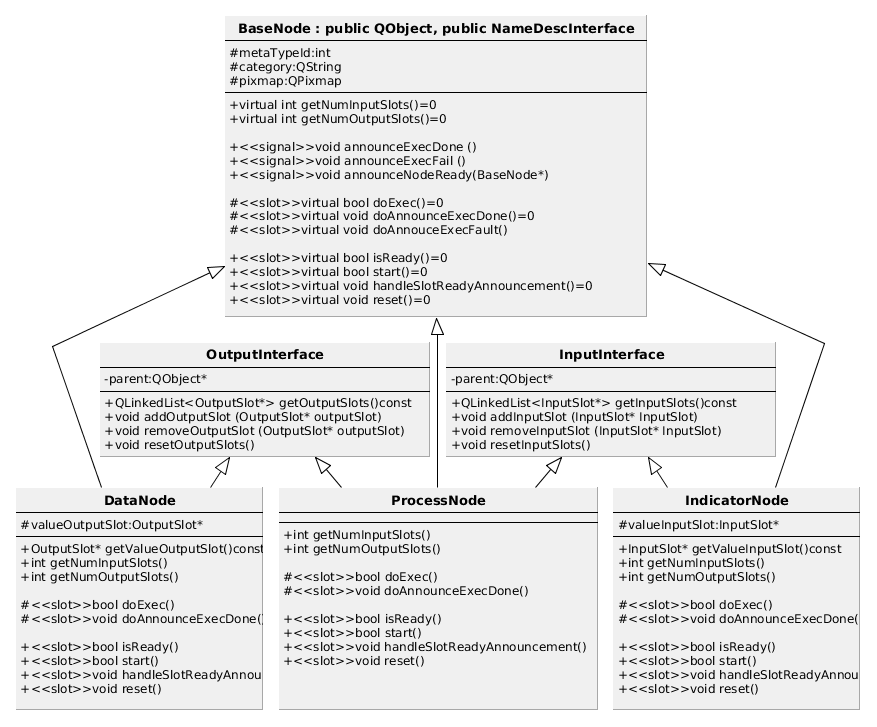 BaseNode : public QObject, public NameDescInterface
#metaTypeId:int
#category:QString
#pixmap:QPixmap
+virtual int getNumInputSlots()=0
+virtual int getNumOutputSlots()=0
+<<signal>>void announceExecDone ()
+<<signal>>void announceExecFail ()
+<<signal>>void announceNodeReady(BaseNode*)
#<<slot>>virtual bool doExec()=0
#<<slot>>virtual void doAnnounceExecDone()=0
#<<slot>>virtual void doAnnouceExecFault()
+<<slot>>virtual bool isReady()=0
+<<slot>>virtual bool start()=0
+<<slot>>virtual void handleSlotReadyAnnouncement()=0
+<<slot>>virtual void reset()=0
OutputInterface
-parent:QObject*
+QLinkedList<OutputSlot*> getOutputSlots()const
+void addOutputSlot (OutputSlot* outputSlot)
+void removeOutputSlot (OutputSlot* outputSlot)
+void resetOutputSlots()
InputInterface
-parent:QObject*
+QLinkedList<InputSlot*> getInputSlots()const
+void addInputSlot (InputSlot* InputSlot)
+void removeInputSlot (InputSlot* InputSlot)
+void resetInputSlots()
DataNode
#valueOutputSlot:OutputSlot*
+OutputSlot* getValueOutputSlot()const
+int getNumInputSlots()
+int getNumOutputSlots()
#<<slot>>bool doExec()
#<<slot>>void doAnnounceExecDone()
+<<slot>>bool isReady()
+<<slot>>bool start()
+<<slot>>void handleSlotReadyAnnou
+<<slot>>void reset()
ProcessNode
+int getNumInputSlots()
+int getNumOutputSlots()
#<<slot>>bool doExec()
#<<slot>>void doAnnounceExecDone()
+<<slot>>bool isReady()
+<<slot>>bool start()
+<<slot>>void handleSlotReadyAnnouncement()
+<<slot>>void reset()
IndicatorNode
#valueInputSlot:InputSlot*
+InputSlot* getValueInputSlot()const
+int getNumInputSlots()
+int getNumOutputSlots()
#<<slot>>bool doExec()
#<<slot>>void doAnnounceExecDone(
+<<slot>>bool isReady()
+<<slot>>bool start()
+<<slot>>void handleSlotReadyAnnou
+<<slot>>void reset()